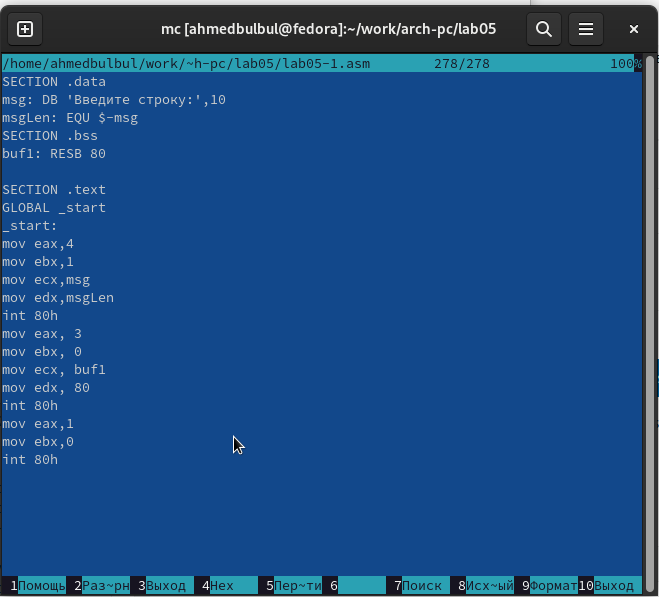 mc [ahmedbulbul@fedora]:~/work/arch-pc/lab05
/home/ahmedbulbul/work/~h-pc/lab05/lab05-1.asm 278/278 100%
SECTION .data
msg: DB 'Введите строку:',10
msgLen: EQU $-msg
SECTION .bss
buf1: RESB 80
SECTION .text
GLOBAL _start
_start:
mov eax,4
mov ebx,1
mov ecx,msg
mov edx,msgLen
int 80h
mov eax, 3
mov ebx, 0
mov ecx, buf1
mov edx, 80
int 80h
mov eax,1
mov ebx,0
int 80h
1Помощь 2Раз~рн 3Выход 4Hex 5Пер~ти 6 7Поиск 8Исх~ый 9Формат 10Выход